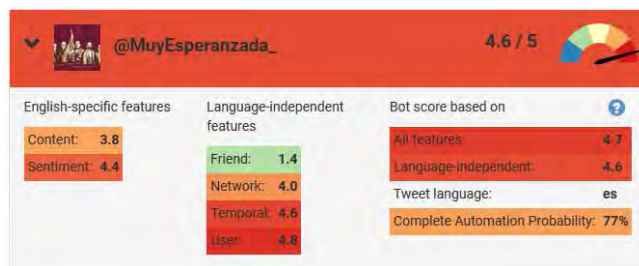 @MuyEsperanzada_
4.6 / 5
English-specific features
Content: 3.8
Sentiment: 4.4
Language-independent
features
Friend: 1.4
Network: 4.0
Temporal: 4.6
User: 4.8
Bot score based on
?
All features 4.7
Language-independent: 4.6
Tweet language: es
Complete Automation Probability: 77%